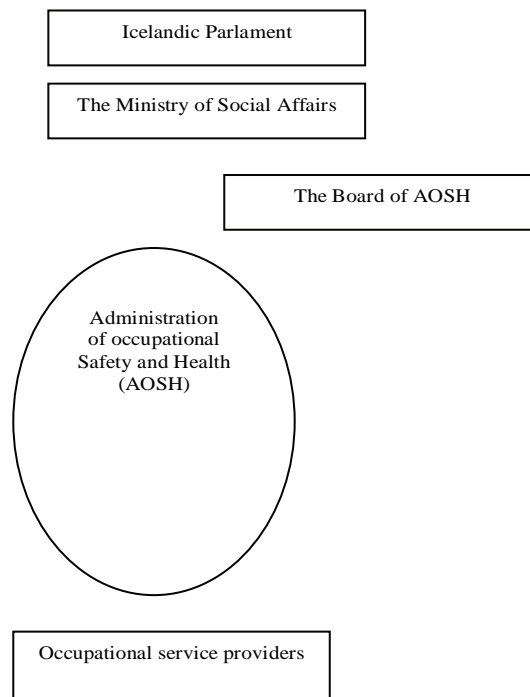 Icelandic Parliament
The Ministry of Social Affairs
The Board of AOSH
Administration
of occupational
Safety and Health
(AOSH)
Occupational service providers